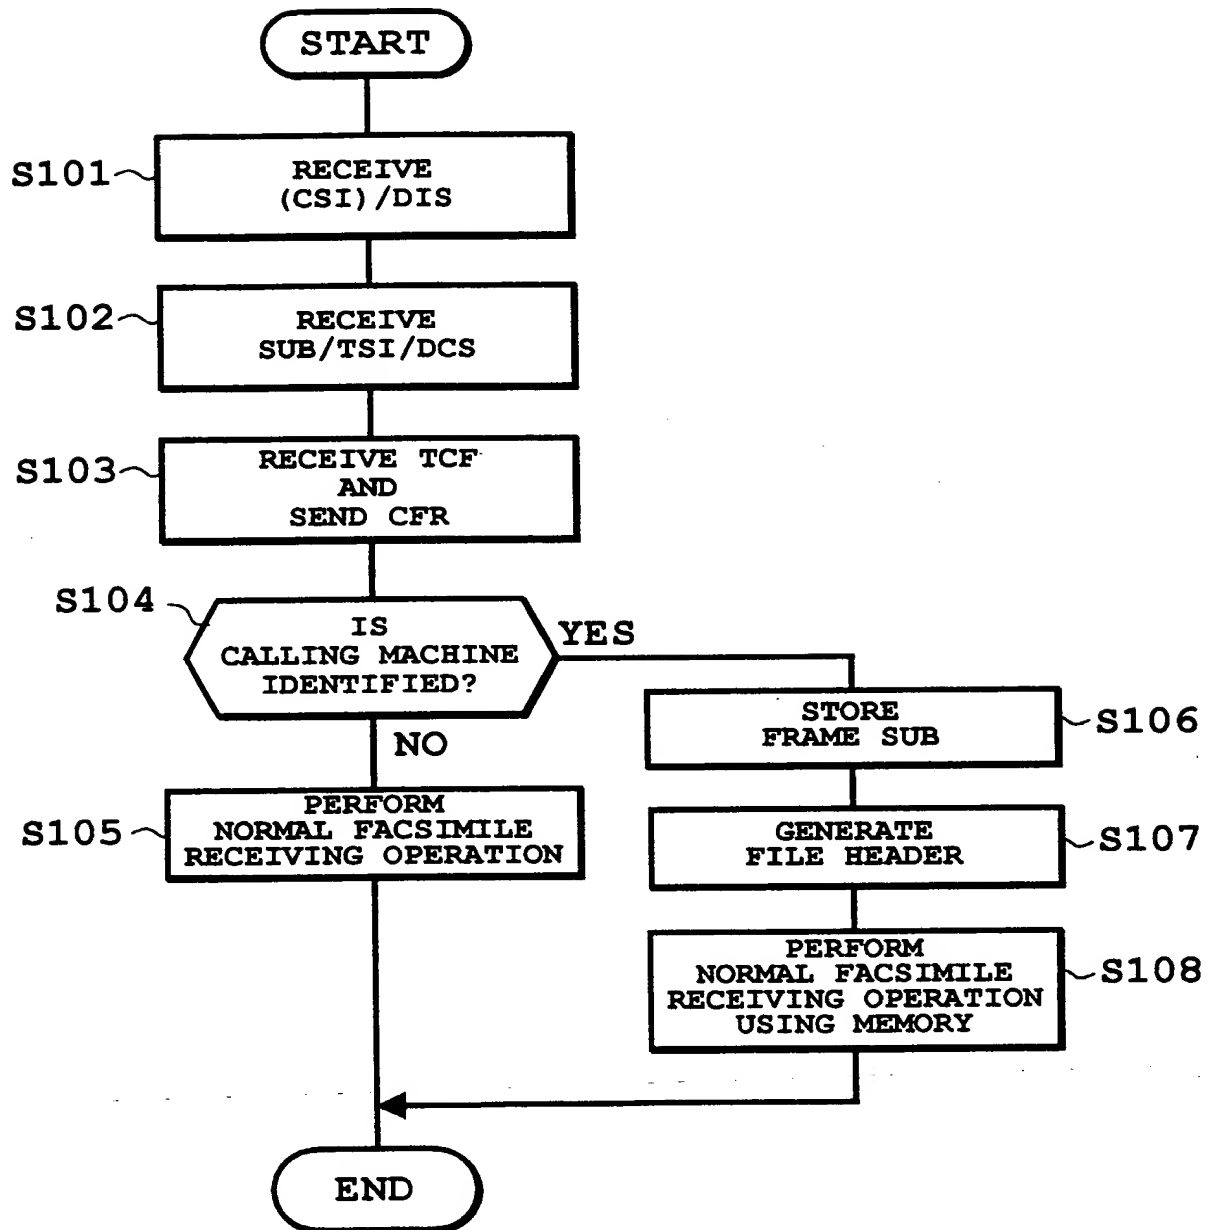 START
S101
RECEIVE
(CSI)/DIS
S102
RECEIVE
SUB/TSI/DCS
S103
RECEIVE TCF
AND
SEND CFR
S104
IS
CALLING MACHINE
IDENTIFIED?
YES
NO
S105
PERFORM
NORMAL FACSIMILE
RECEIVING OPERATION
STORE
FRAME SUB
S106
GENERATE
FILE HEADER
S107
PERFORM
NORMAL FACSIMILE
RECEIVING OPERATION
USING MEMORY
S108
END